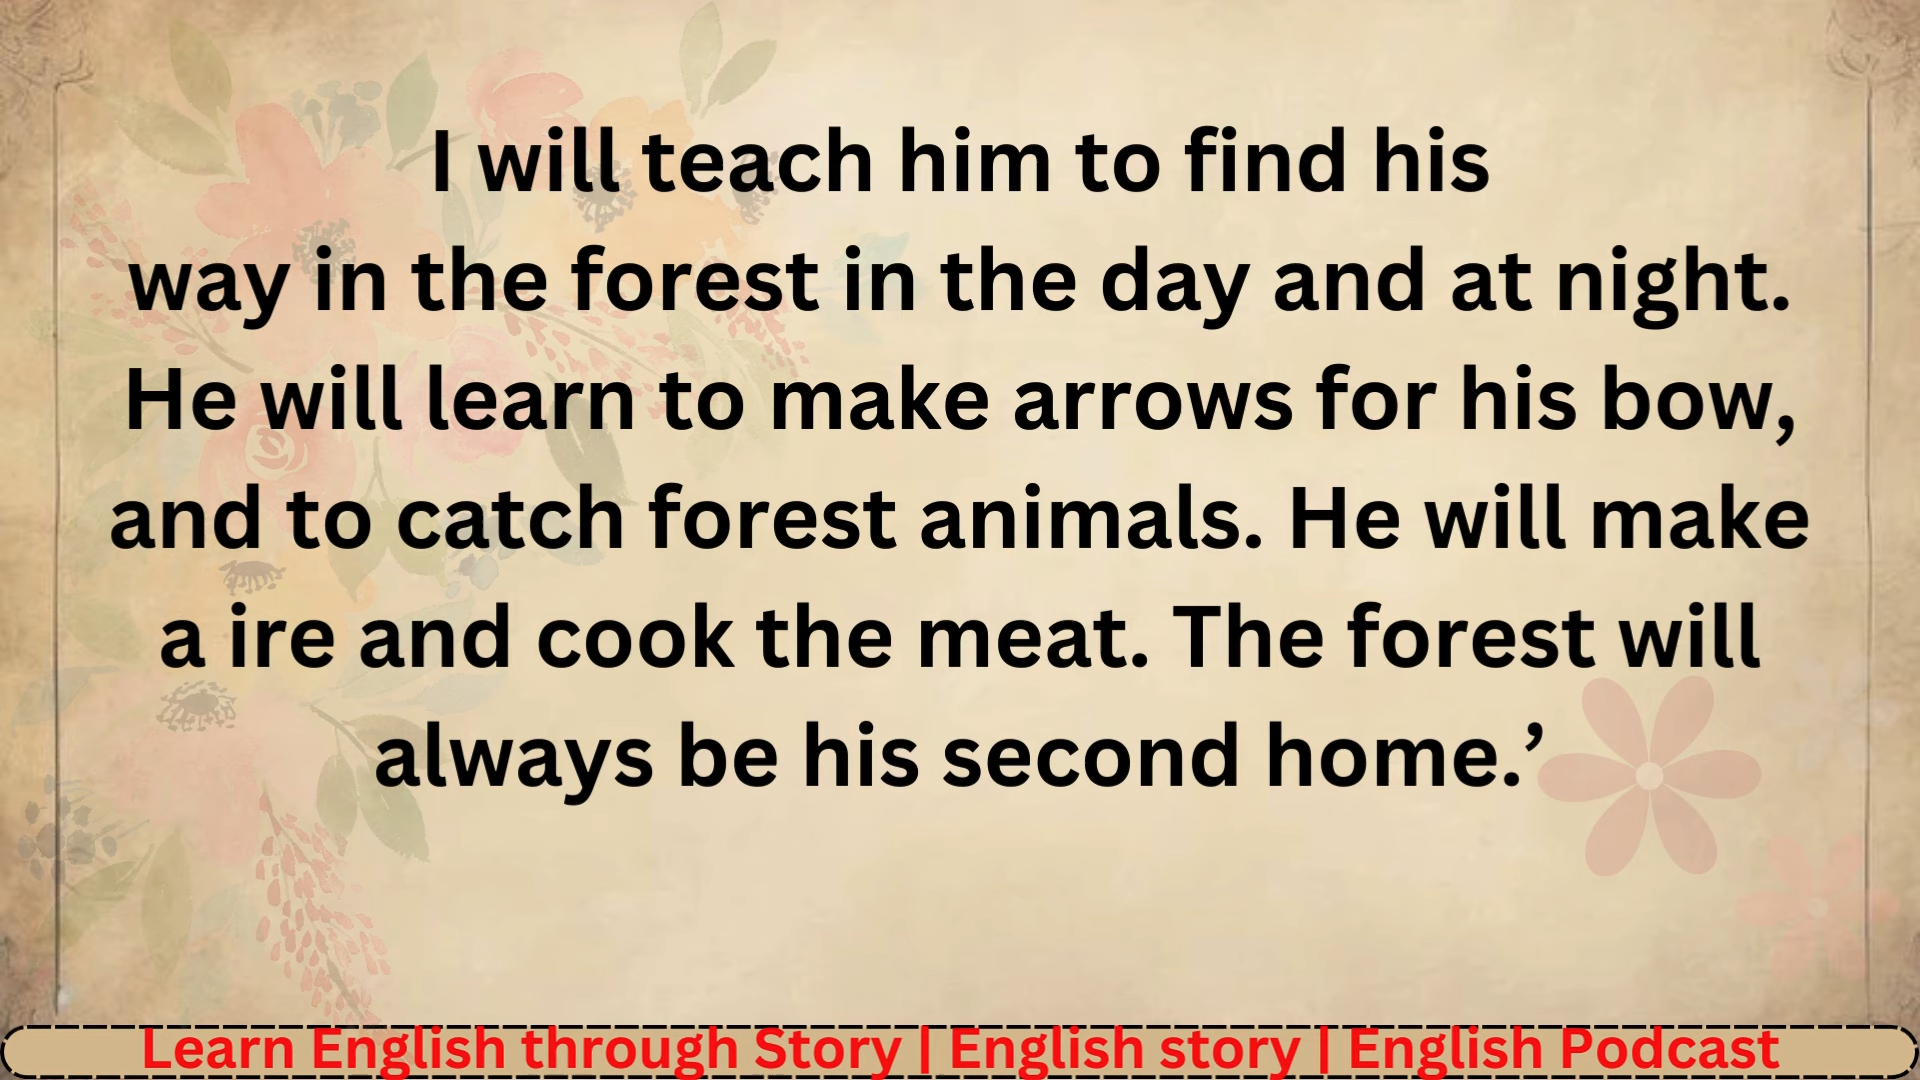 I will teach him to find his
way in the forest in the day and at night.
He will learn to make arrows for his bow,
and to catch forest animals. He will make
a ire and cook the meat. The forest will
always be his second home.’
Learn English through Story | English story | English Podcast